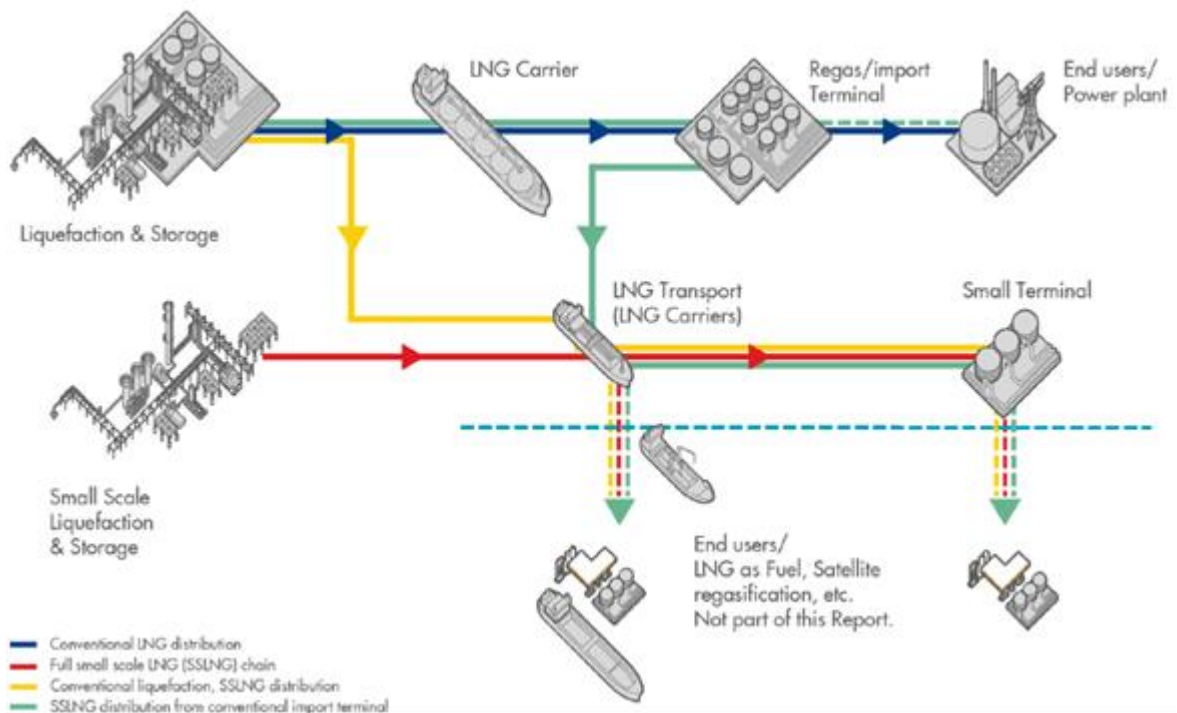 LNG Carrier
Regas/import
Terminal
End users/
Power plant
Liquefaction & Storage
LNG Transport
(LNG Carriers)
Small Terminal
Small Scale
Liquefaction
& Storage
End users/
LNG as Fuel, Satellite
regasification, etc.
Not part of this Report.
Conventional LNG distribution
Full small scale LNG (SSLNG) chain
Conventional liquefaction, SSLNG distribution
SSLNG distribution from conventional import terminal